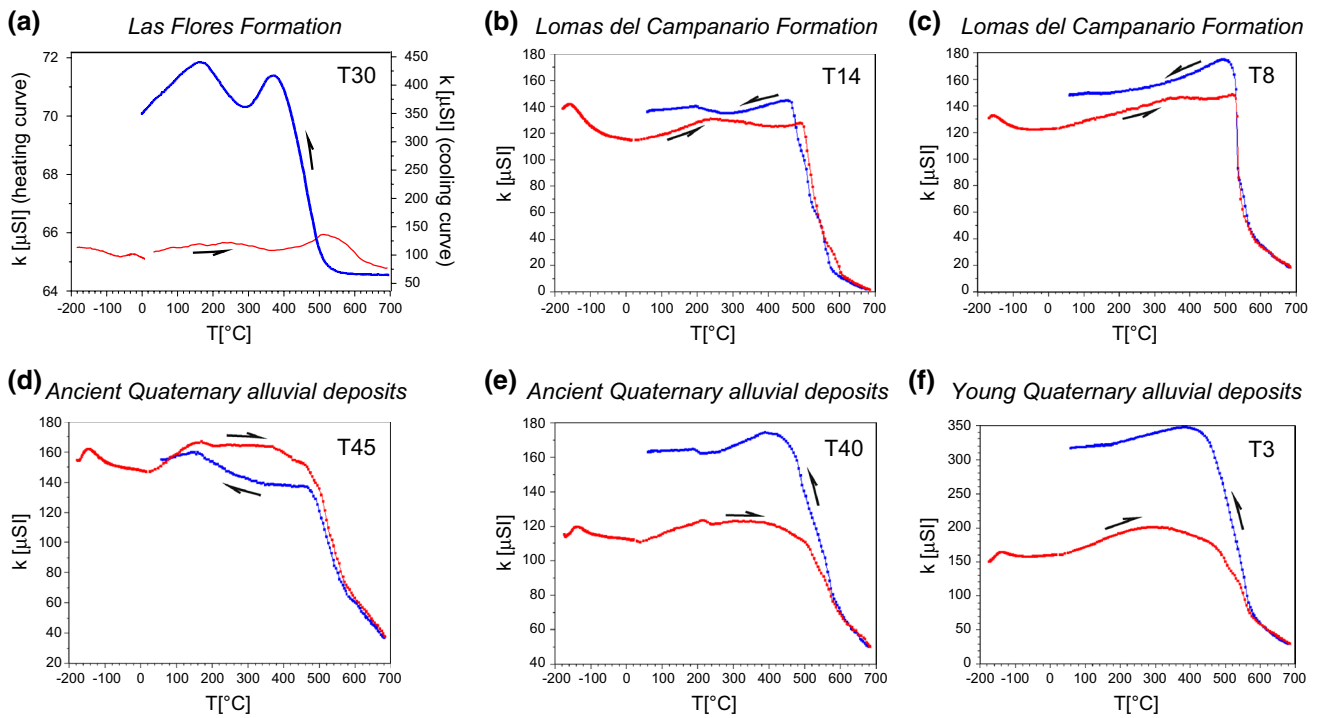 (a) Las Flores Formation
T30
72
70
68
66
64
450
400
350
300
250
200
150
100
50
k [µSI] (heating curve)
k [µSI] (cooling curve)
-200 -100 0 100 200 300 400 500 600 700
T[°C]
(b) Lomas del Campanario Formation
T14
180
160
140
120
100
80
60
40
20
0
k [µSI]
-200 -100 0 100 200 300 400 500 600 700
T[°C]
(c) Lomas del Campanario Formation
T8
180
160
140
120
100
80
60
40
20
0
k [µSI]
-200 -100 0 100 200 300 400 500 600 700
T[°C]
(d) Ancient Quaternary alluvial deposits
T45
180
160
140
120
100
80
60
40
20
k [µSI]
-200 -100 0 100 200 300 400 500 600 700
T[°C]
(e) Ancient Quaternary alluvial deposits
T40
180
160
140
120
100
80
60
40
k [µSI]
-200 -100 0 100 200 300 400 500 600 700
T[°C]
(f) Young Quaternary alluvial deposits
T3
350
300
250
200
150
100
50
0
k [µSI]
-200 -100 0 100 200 300 400 500 600 700
T[°C]